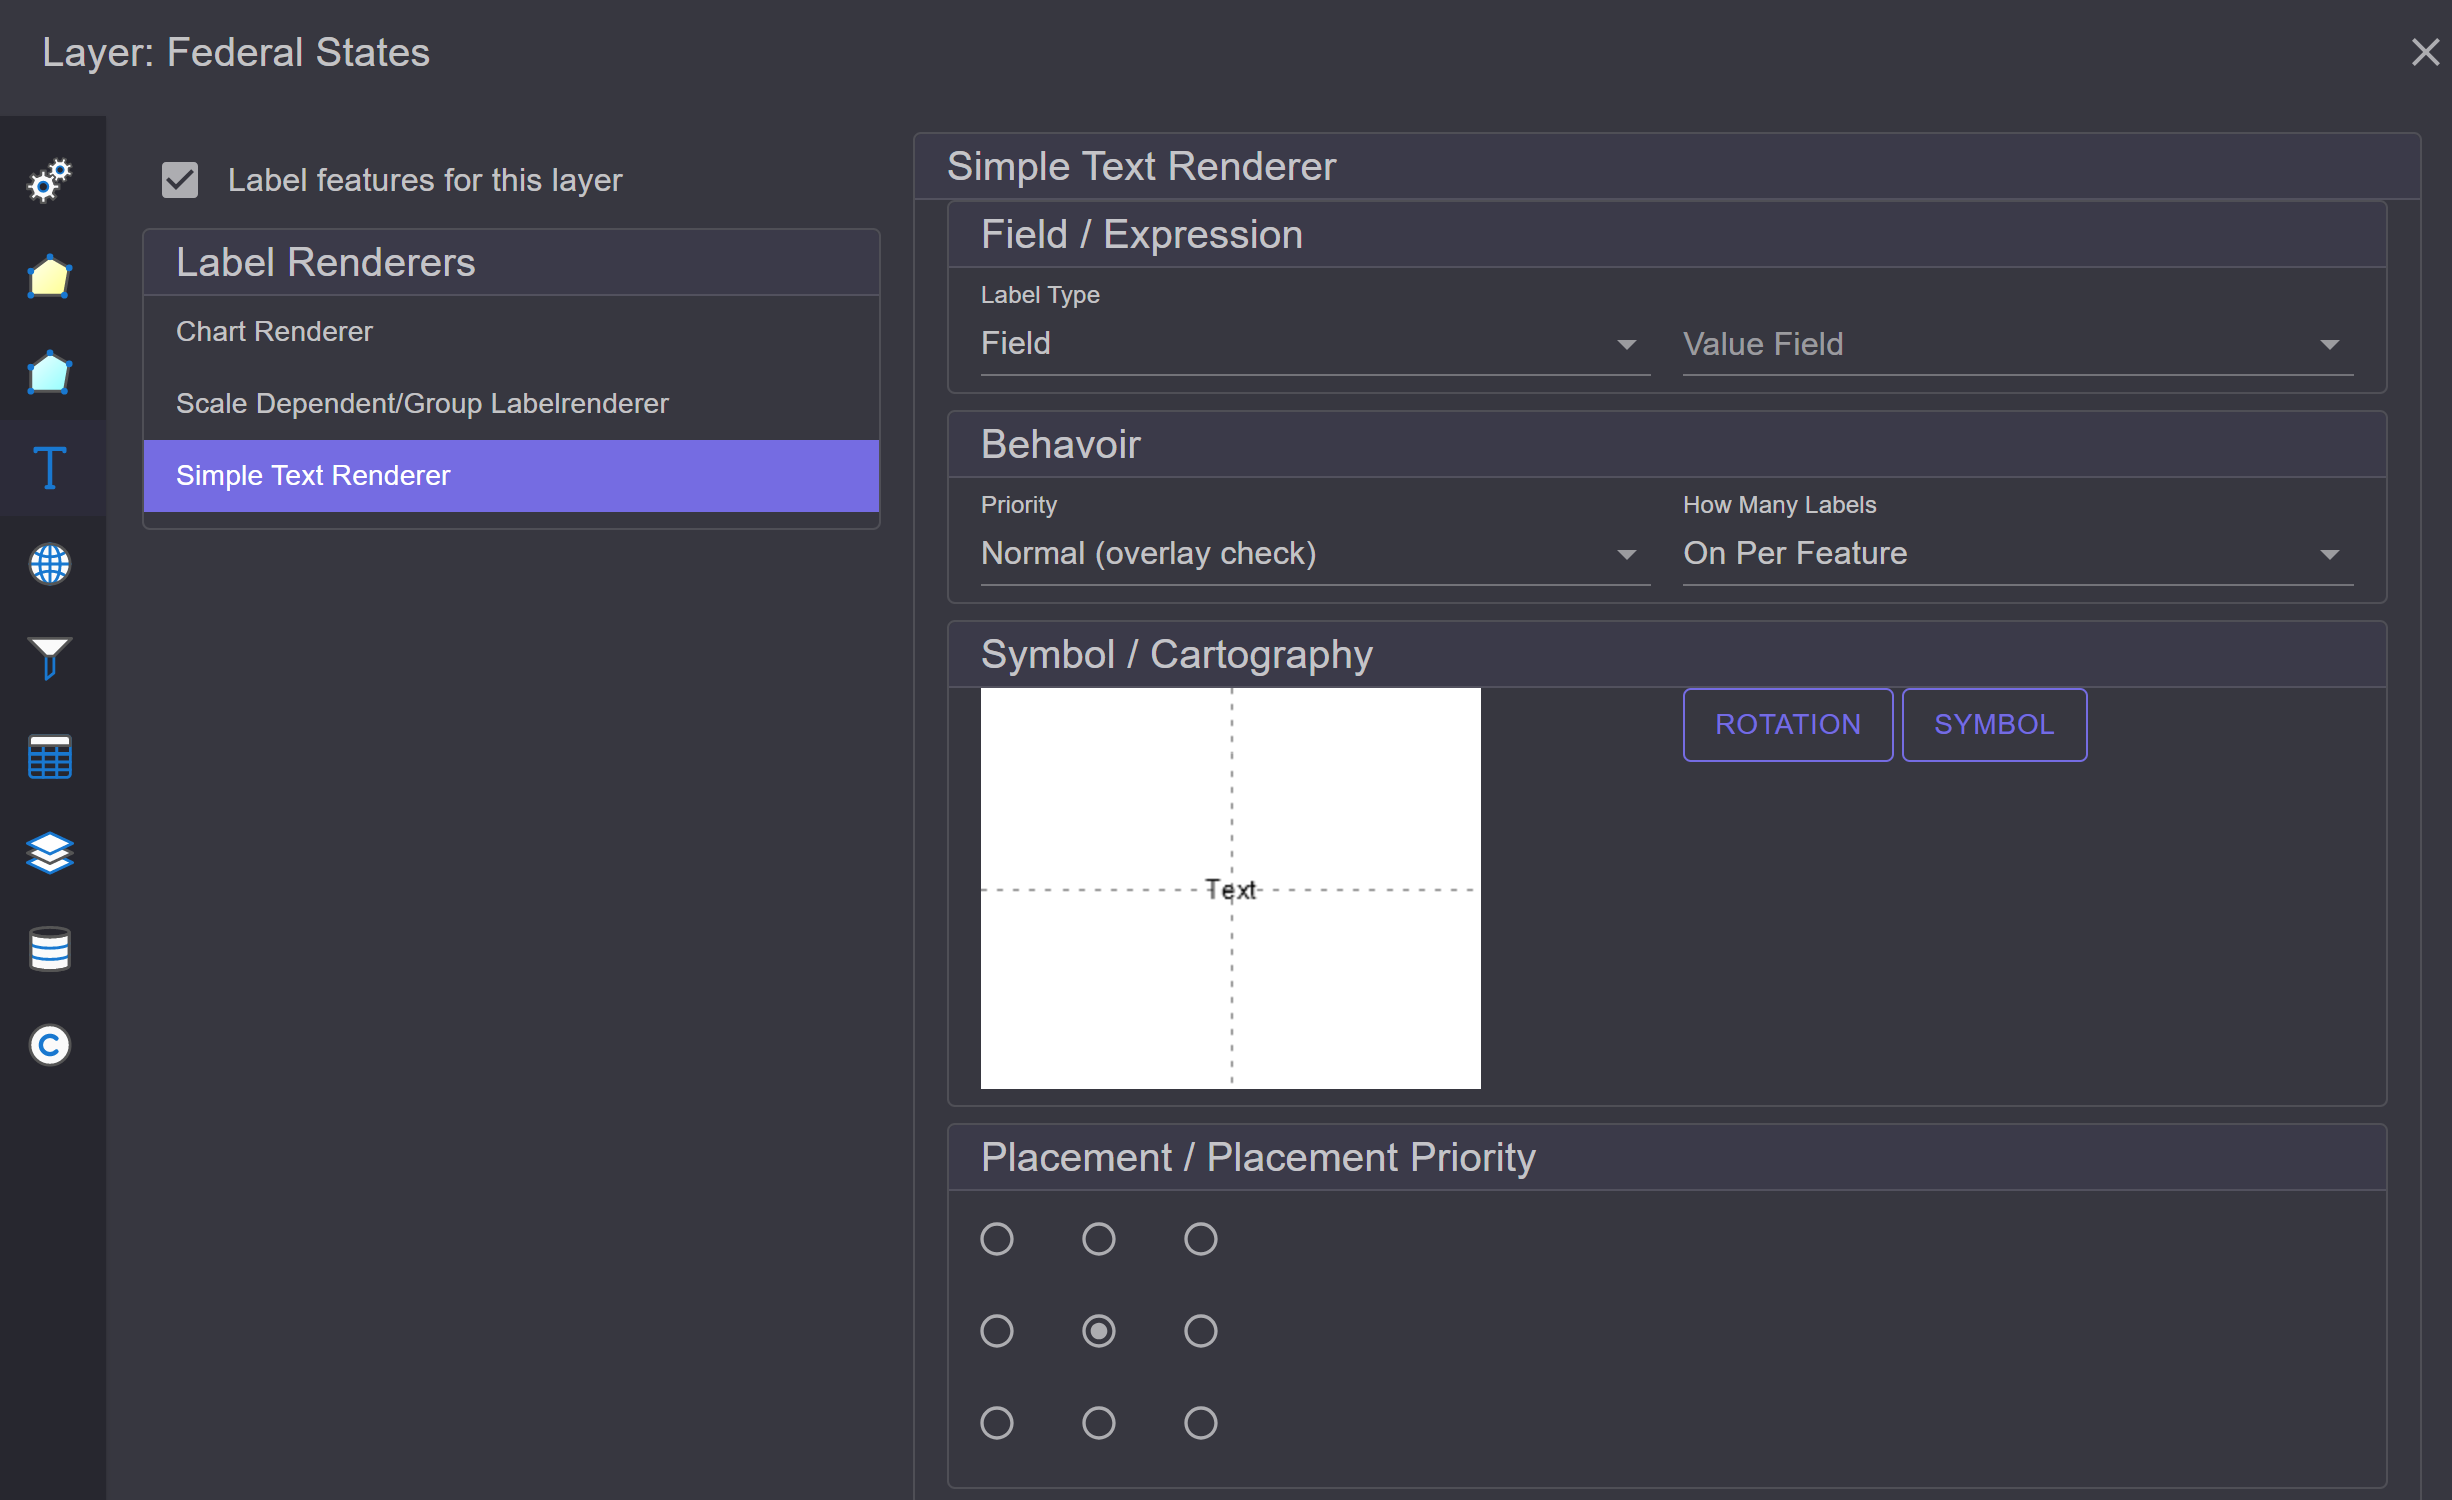 Layer: Federal States
Label features for this layer
Label Renderers
Chart Renderer
Scale Dependent/Group Labelrenderer
Simple Text Renderer
Simple Text Renderer
Field / Expression
Label Type
Field
Value Field
Behavoir
Priority
How Many Labels
Normal (overlay check)
On Per Feature
Symbol / Cartography
Text
ROTATION
SYMBOL
Placement / Placement Priority